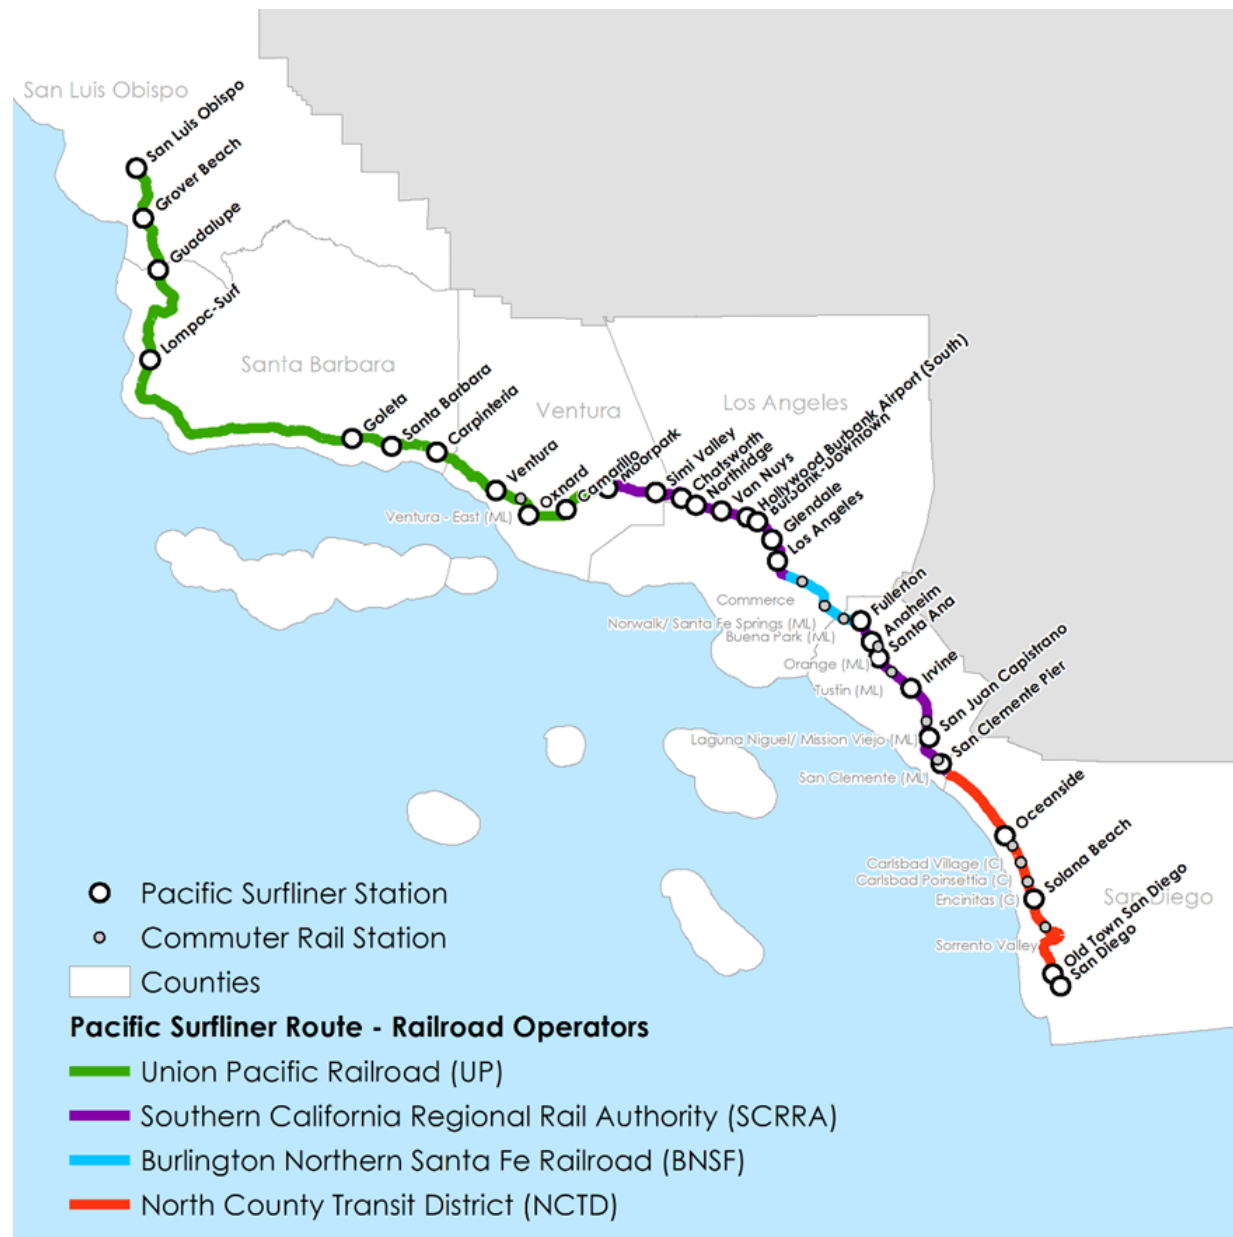 San Luis Obispo
San Luis Obispo
Grover Beach
Guadalupe
Lompoc-Surf
Santa Barbara
Goleta
Santa Barbara
Carpinteria
Ventura
Ventura
Ventura - East (ML)
Oxnard
Camarillo
Moorpark
Los Angeles
Simi Valley
Chatsworth
Northridge
Van Nuys
Hollywood Burbank Airport (South)
Burbank-Downtown
Glendale
Los Angeles
Commerce
Norwalk/ Santa Fe Springs (ML)
Buena Park (ML)
Fullerton
Anaheim
Santa Ana
Orange (ML)
Tustin (ML)
Irvine
Laguna Niguel/ Mission Viejo (ML)
San Juan Capistrano
San Clemente Pier
San Clemente (ML)
Oceanside
Carlsbad Village (C)
Carlsbad Poinsettia (C)
Encinitas (C)
Solana Beach
San Diego
Sorrento Valley
Old Town San Diego
San Diego
Pacific Surfliner Station
Commuter Rail Station
Counties
Pacific Surfliner Route - Railroad Operators
Union Pacific Railroad (UP)
Southern California Regional Rail Authority (SCRRA)
Burlington Northern Santa Fe Railroad (BNSF)
North County Transit District (NCTD)